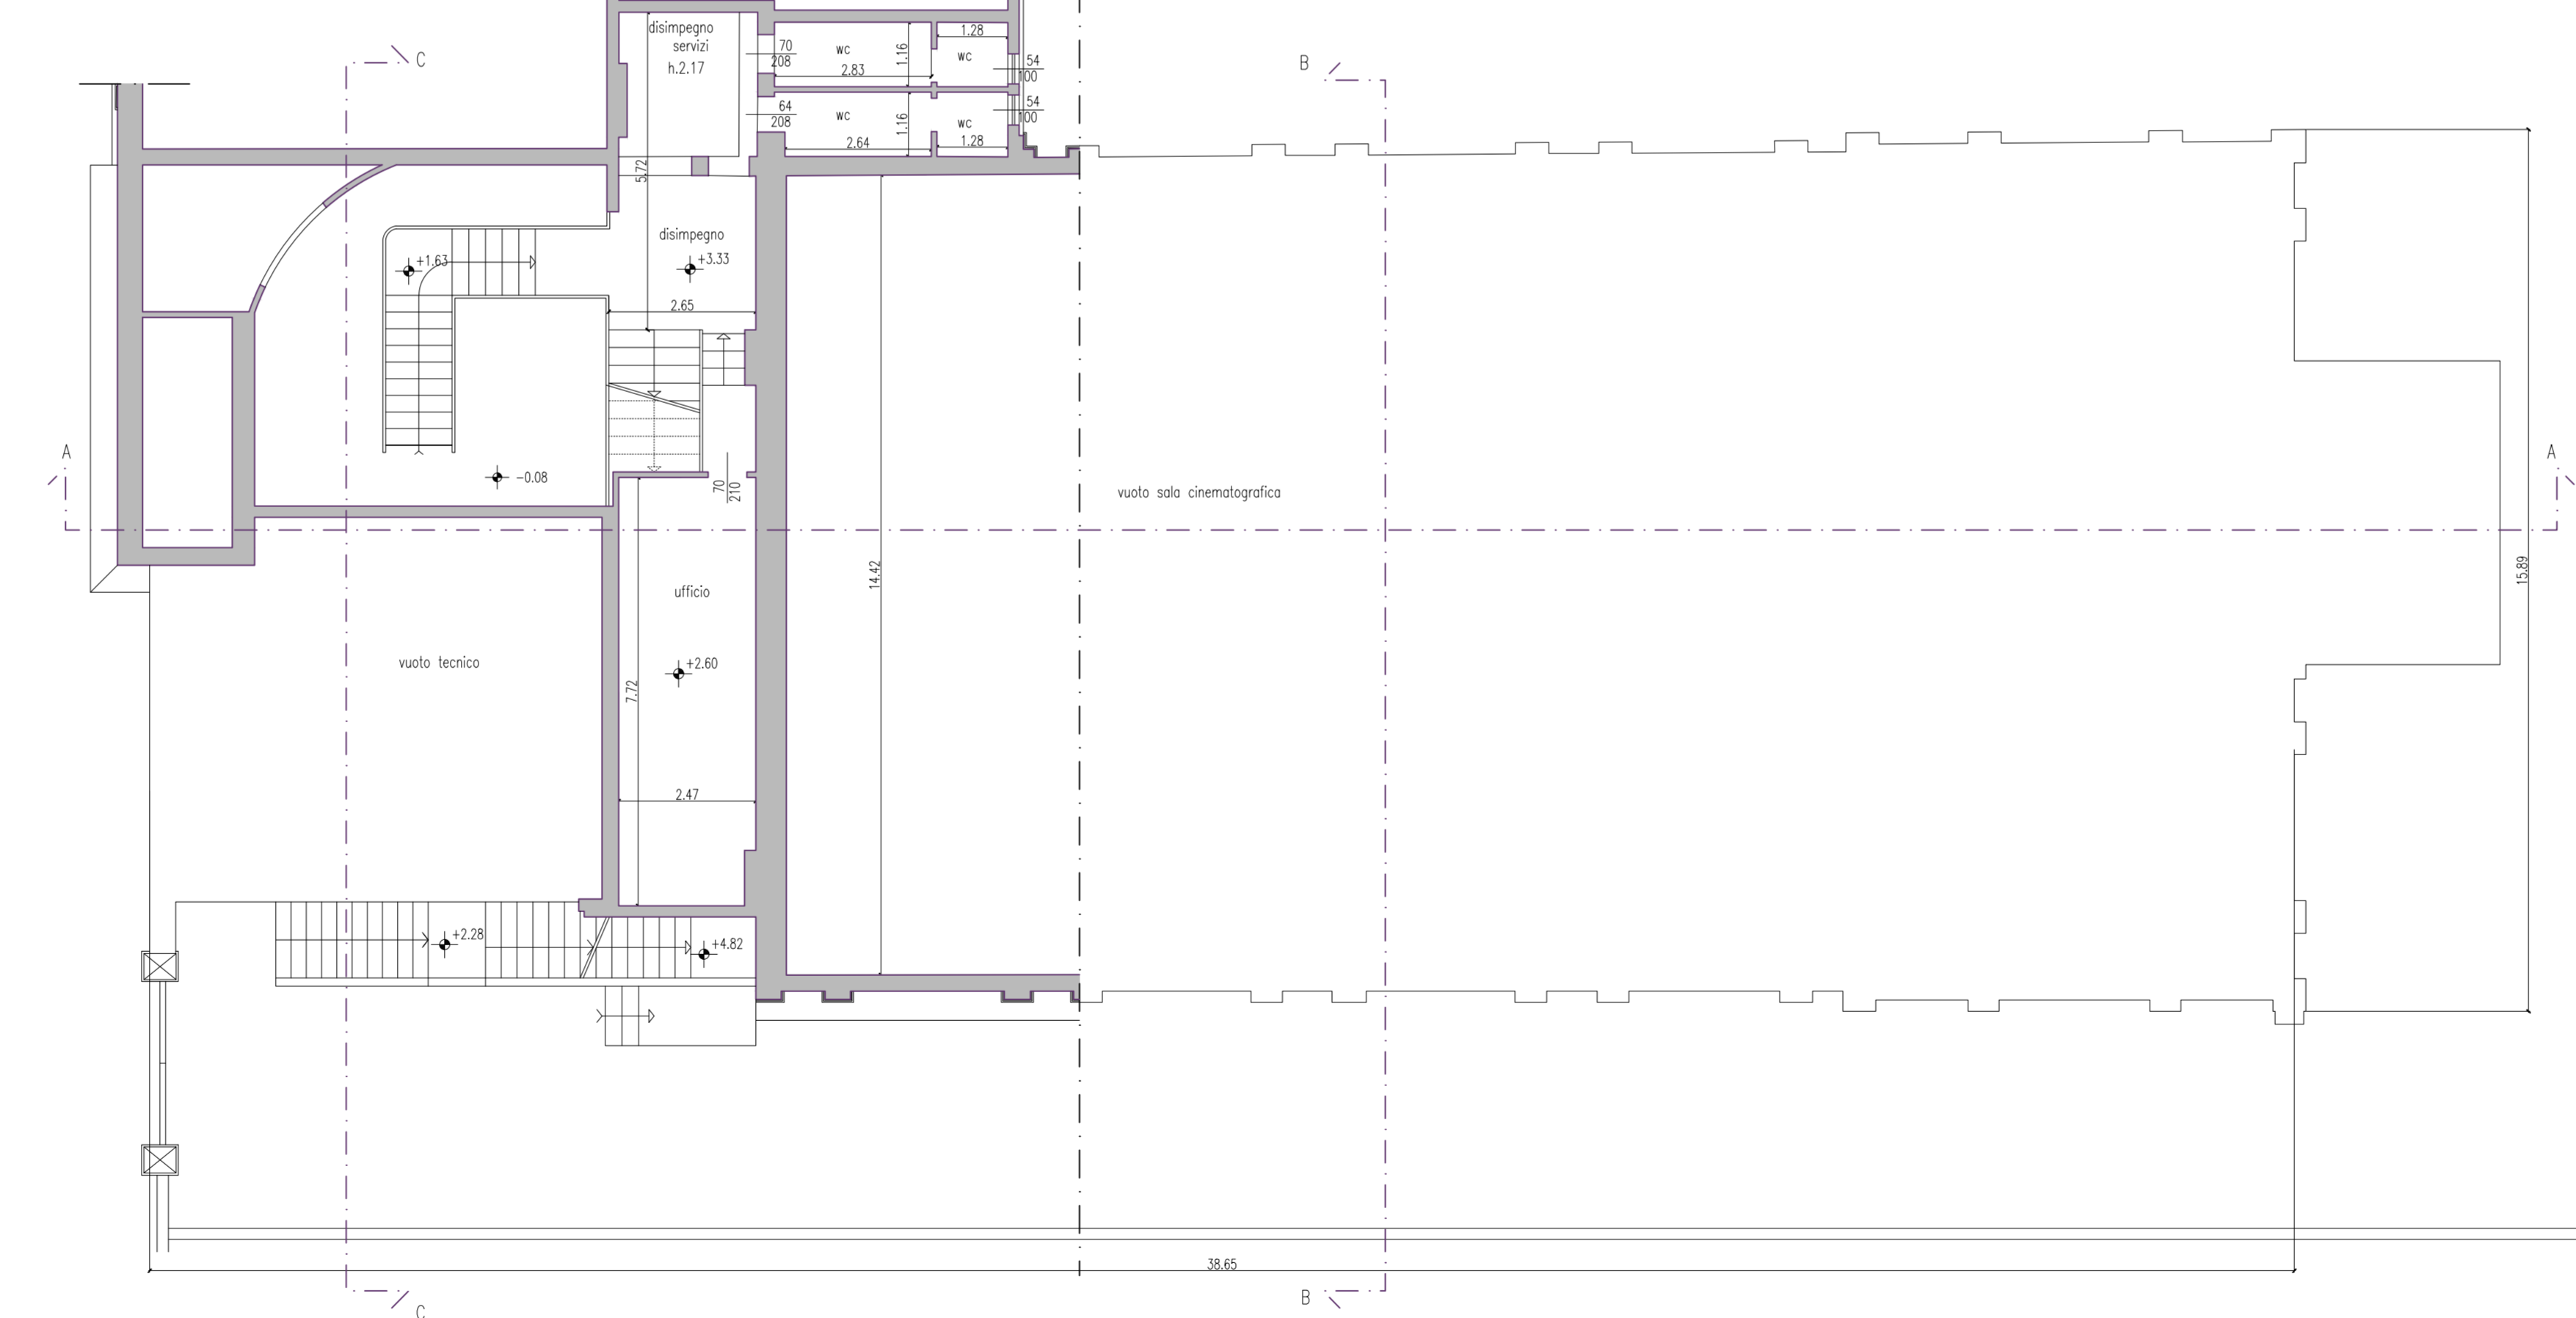 disimpegno
servizi
h.2.17
70
208
wc
2.83
1.16
1.28
wc
54
100
64
208
wc
2.64
1.16
wc
1.28
54
100
C
B
5.72
disimpegno
+3.33
+1.63
2.65
A
A
-0.08
70
210
vuoto sala cinematografica
14.42
15.89
ufficio
+2.60
vuoto tecnico
7.72
2.47
+2.28
+4.82
38.65
C
B